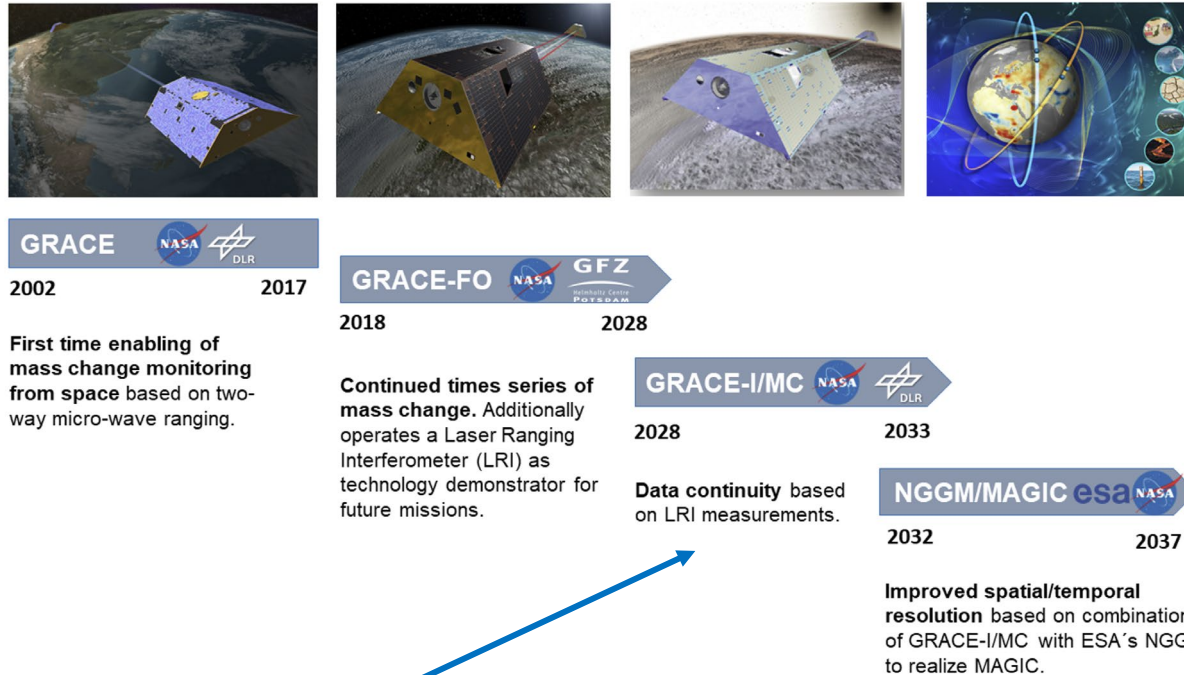 GRACE NASA DLR
2002 2017
First time enabling of
mass change monitoring
from space based on two-
way micro-wave ranging.
GRACE-FO NASA GFZ
Helmholtz Centre
POTSDAM
2018 2028
Continued times series of
mass change. Additionally
operates a Laser Ranging
Interferometer (LRI) as
technology demonstrator for
future missions.
GRACE-I/MC NASA DLR
2028 2033
Data continuity based
on LRI measurements.
NGGM/MAGIC esa NASA
2032 2037
Improved spatial/temporal
resolution based on combination
of GRACE-I/MC with ESA´s NGG
to realize MAGIC.